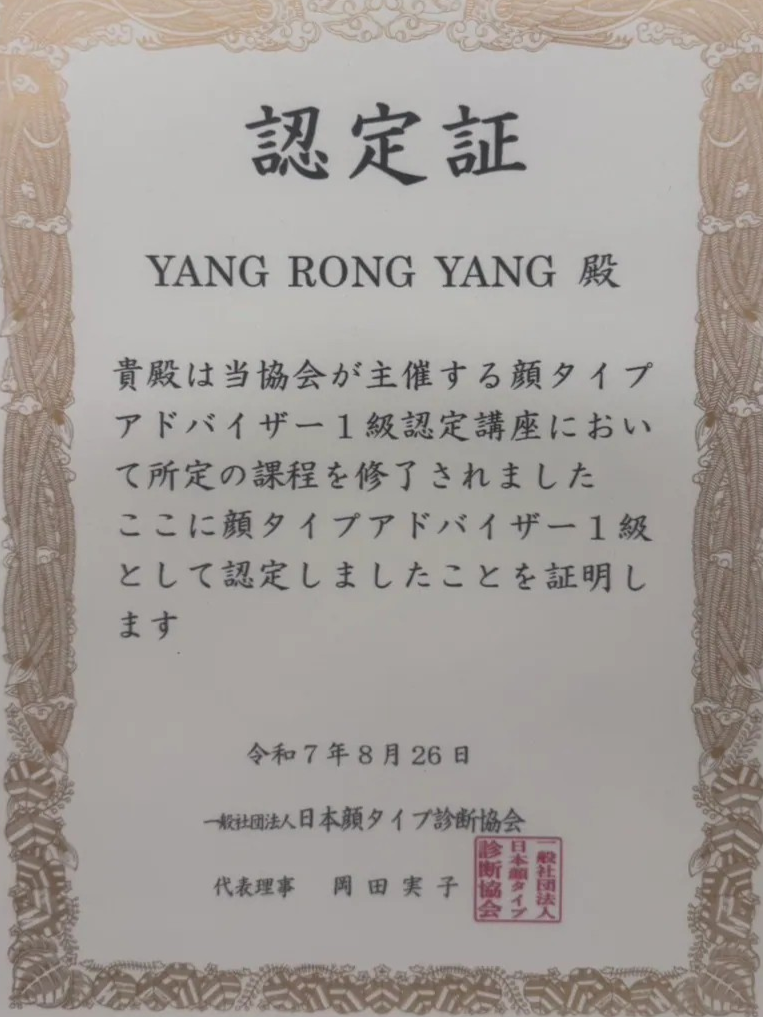 認定証
YANG RONG YANG 殿
貴殿は当協会が主催する顔タイプ
アドバイザー1級認定講座におい
て所定の課程を修了されました
ここに顔タイプアドバイザー1級
として認定しましたことを証明し
ます
令和7年8月26日
一般社団法人日本顔タイプ診断協会
代表理事 岡田実子
一般社団法人
日本顔タイプ
診断協会